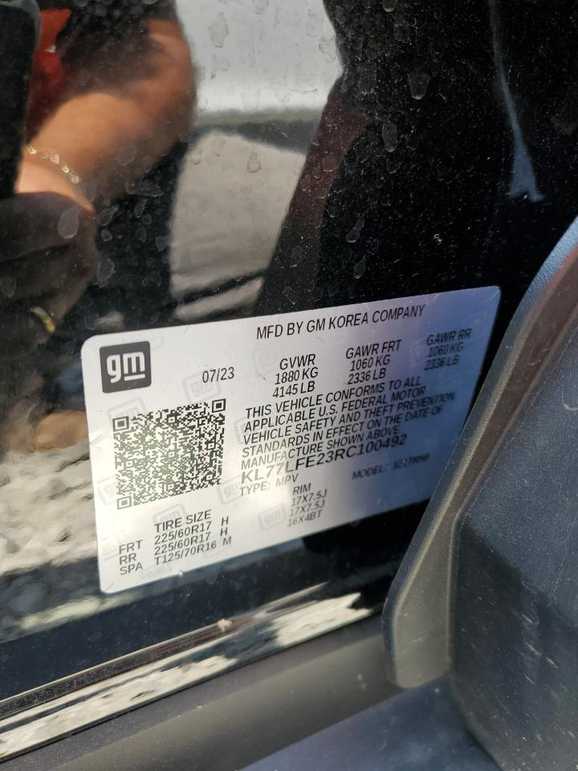 MFD BY GM KOREA COMPANY
gm
07/23
GVWR
1880 KG
4145 LB
GAWR FRT
1060 KG
2336 LB
GAWR RR
1060 KG
2336 LB
THIS VEHICLE CONFORMS TO ALL
APPLICABLE U.S. FEDERAL MOTOR
VEHICLE SAFETY AND THEFT PREVENTION
STANDARDS IN EFFECT ON THE DATE OF
MANUFACTURE SHOWN ABOVE.
KL77LFE23RC100492
TYPE: MPV
MODEL:
TIRE SIZE RIM
FRT 225/60R17 H 17X7.5J
RR 225/60R17 H 17X7.5J
SPA T125/70R16 M 16X4BT